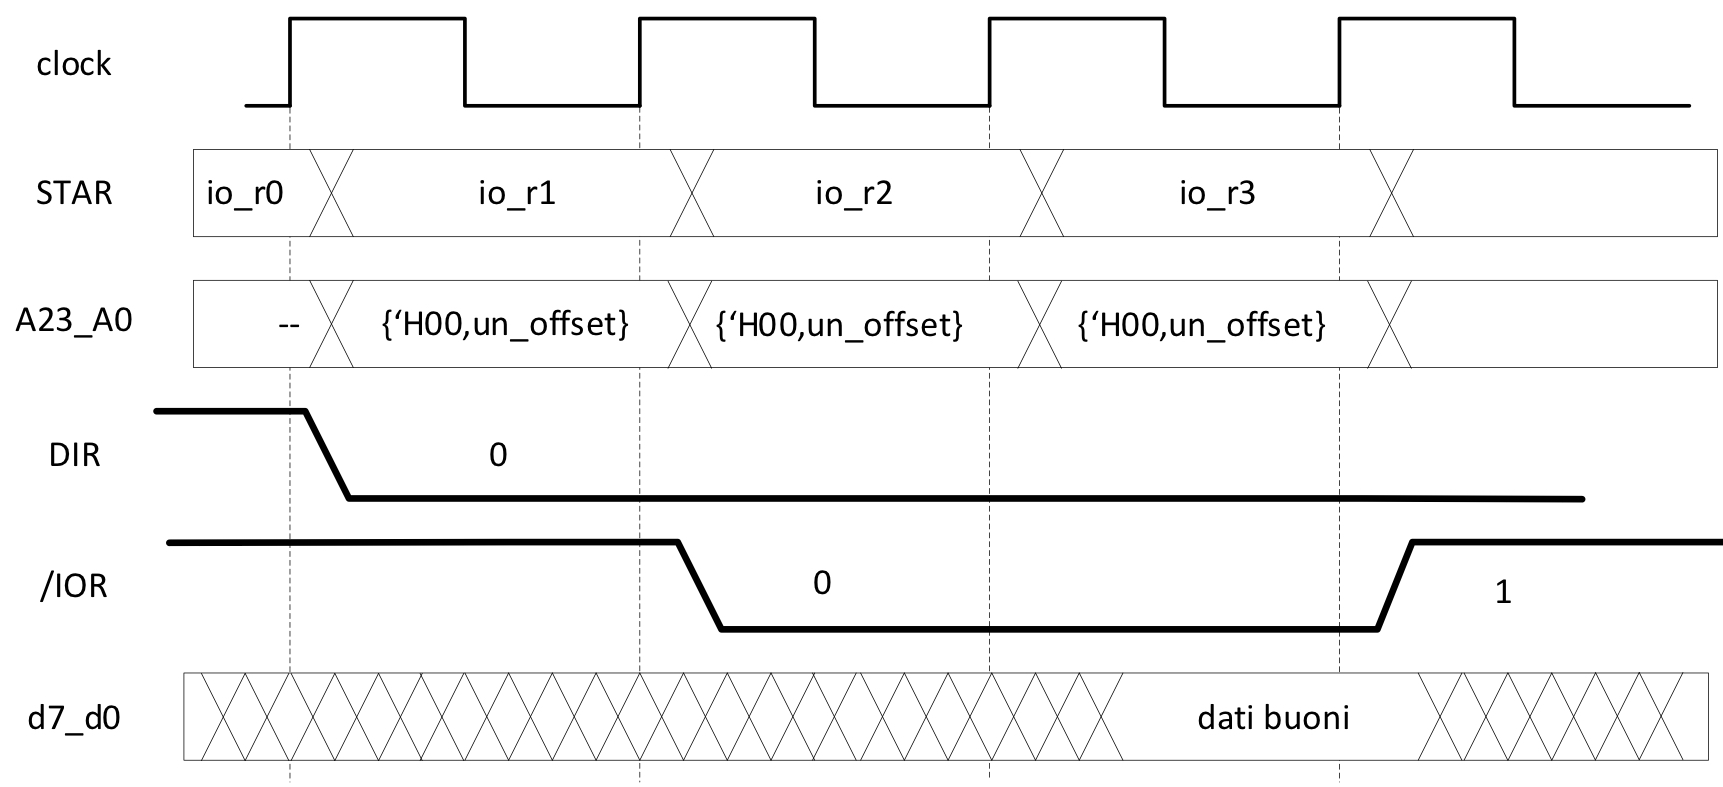 clock
STAR io_r0 io_r1 io_r2 io_r3
A23_A0 -- {‘H00,un_offset} {‘H00,un_offset} {‘H00,un_offset}
DIR 0
/IOR 0 1
d7_d0 dati buoni